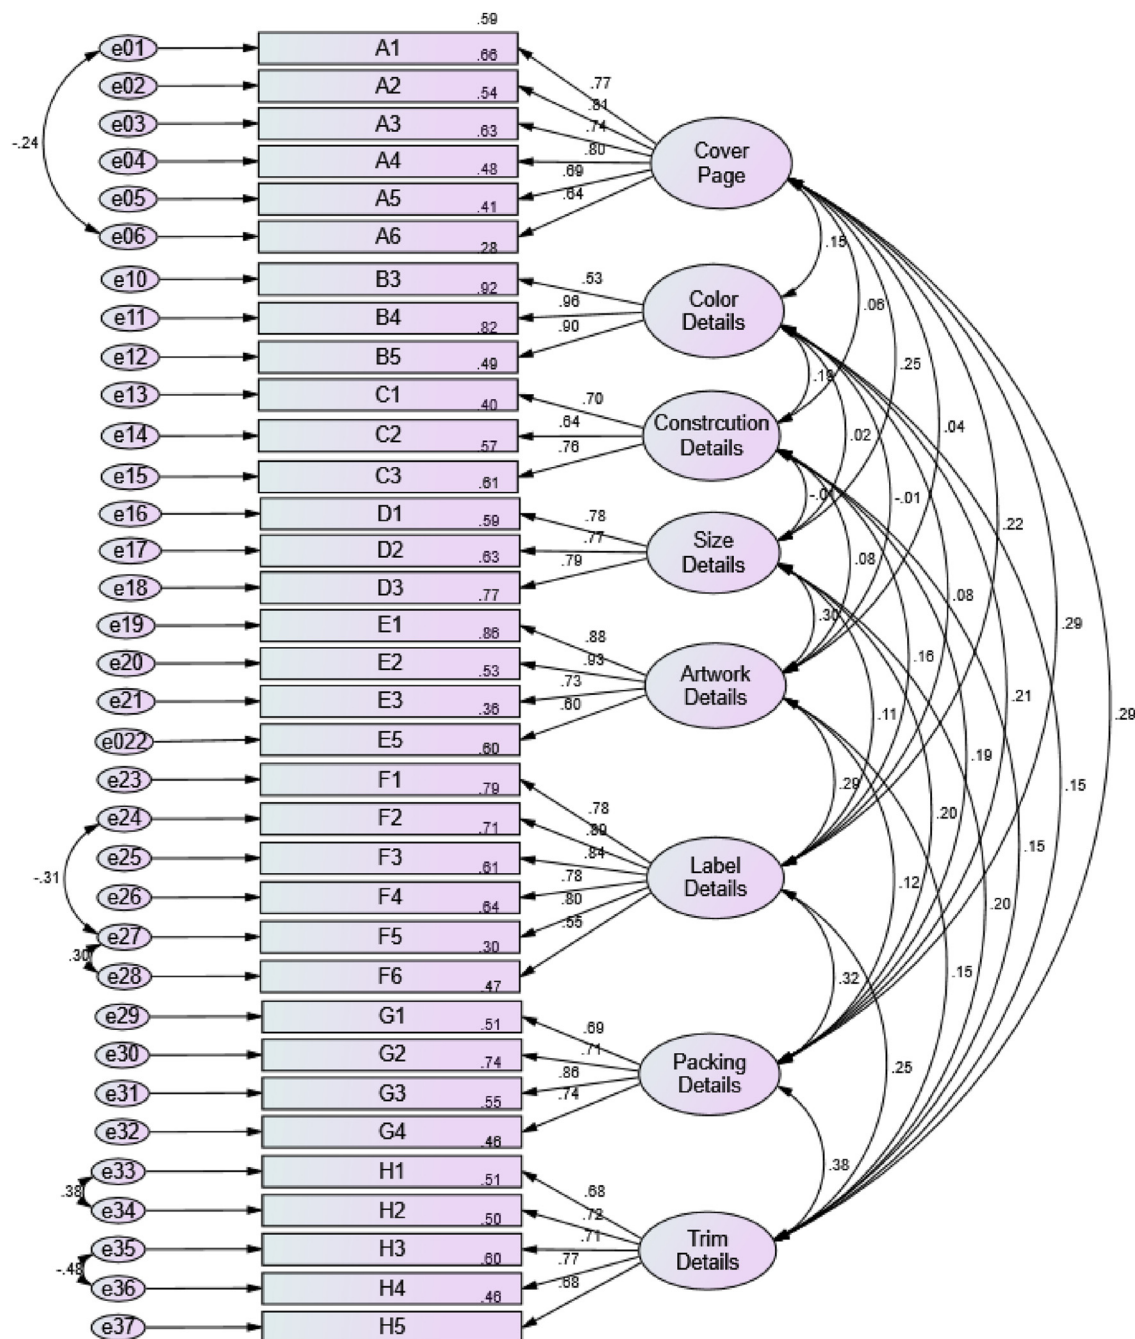 .59
e01 A1 .66
e02 A2 .54
e03 A3 .63
e04 A4 .48
e05 A5 .41
e06 A6 .28
-.24
.77
.81
.74
.80
.69
.64
Cover
Page
e10 B3 .92
e11 B4 .82
e12 B5 .49
.53
.96
.90
Color
Details
e13 C1 .40
e14 C2 .57
e15 C3 .61
.70
.64
.76
Constrcution
Details
e16 D1 .59
e17 D2 .63
e18 D3 .77
.78
.77
.79
Size
Details
e19 E1 .86
e20 E2 .53
e21 E3 .36
e022 E5 .60
.88
.93
.73
.60
Artwork
Details
e23 F1 .79
e24 F2 .71
e25 F3 .61
e26 F4 .64
e27 F5 .30
e28 F6 .47
-.31
.30
.78
.89
.84
.78
.80
.55
Label
Details
e29 G1 .51
e30 G2 .74
e31 G3 .55
e32 G4 .46
.69
.71
.86
.74
Packing
Details
e33 H1 .51
e34 H2 .50
e35 H3 .60
e36 H4 .46
e37 H5
.38
-.48
.68
.72
.71
.77
.68
Trim
Details
.15
.06
.25
.19
.02
.04
-.01
-.01
.22
.08
.08
.30
.29
.16
.21
.11
.29
.19
.29
.15
.20
.15
.12
.20
.32
.15
.25
.38